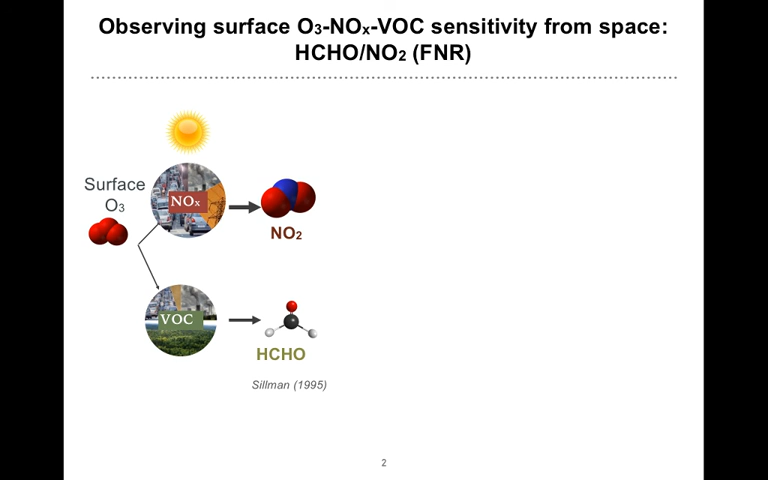 Observing surface O₃-NOₓ-VOC sensitivity from space:
HCHO/NO₂ (FNR)
Surface
O₃
NOₓ
NO₂
VOC
HCHO
Sillman (1995)
2